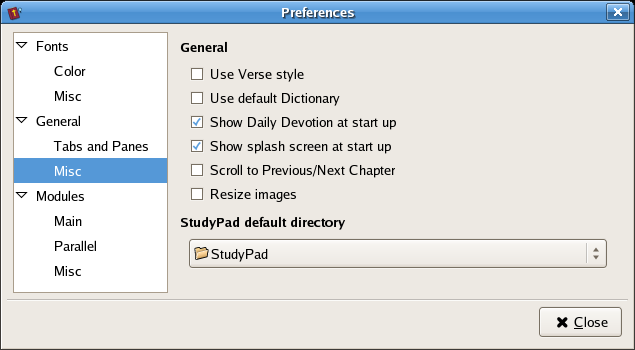 Preferences
Fonts
Color
Misc
General
Tabs and Panes
Misc
Modules
Main
Parallel
Misc
General
Use Verse style
Use default Dictionary
Show Daily Devotion at start up
Show splash screen at start up
Scroll to Previous/Next Chapter
Resize images
StudyPad default directory
StudyPad
Close